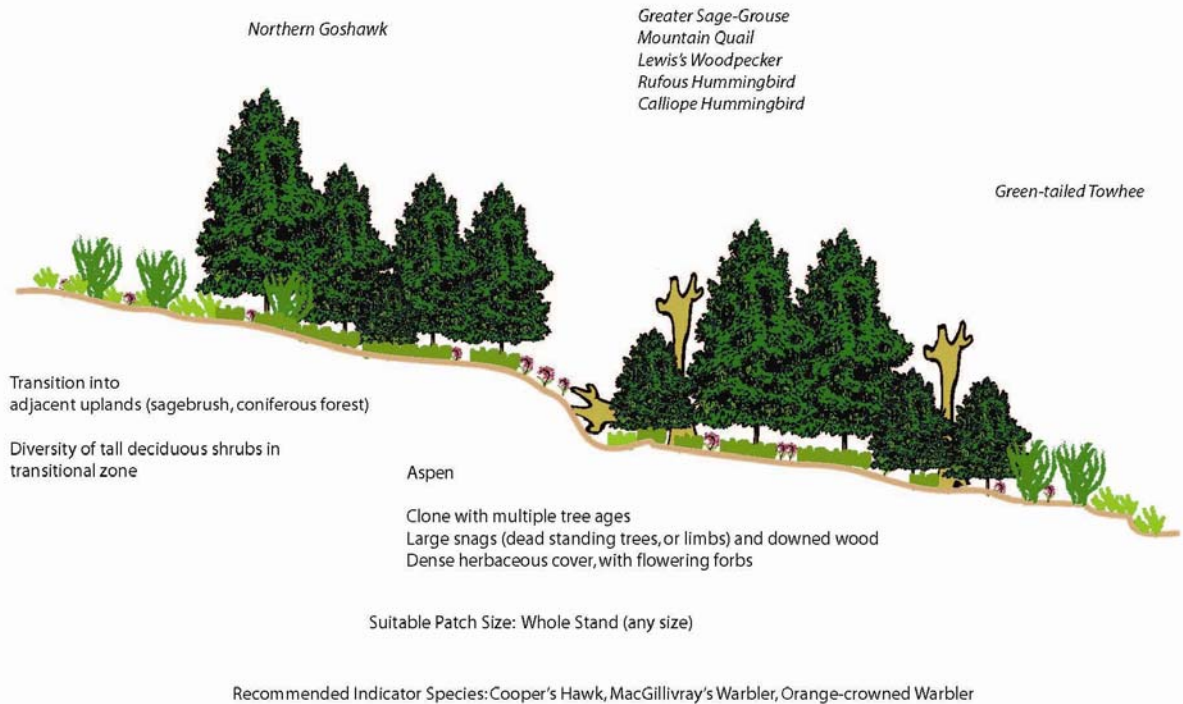 Northern Goshawk
Greater Sage-Grouse
Mountain Quail
Lewis's Woodpecker
Rufous Hummingbird
Calliope Hummingbird
Green-tailed Towhee
Transition into
adjacent uplands (sagebrush, coniferous forest)
Diversity of tall deciduous shrubs in
transitional zone
Aspen
Clone with multiple tree ages
Large snags (dead standing trees, or limbs) and downed wood
Dense herbaceous cover, with flowering forbs
Suitable Patch Size: Whole Stand (any size)
Recommended Indicator Species: Cooper's Hawk, MacGillivray's Warbler, Orange-crowned Warbler